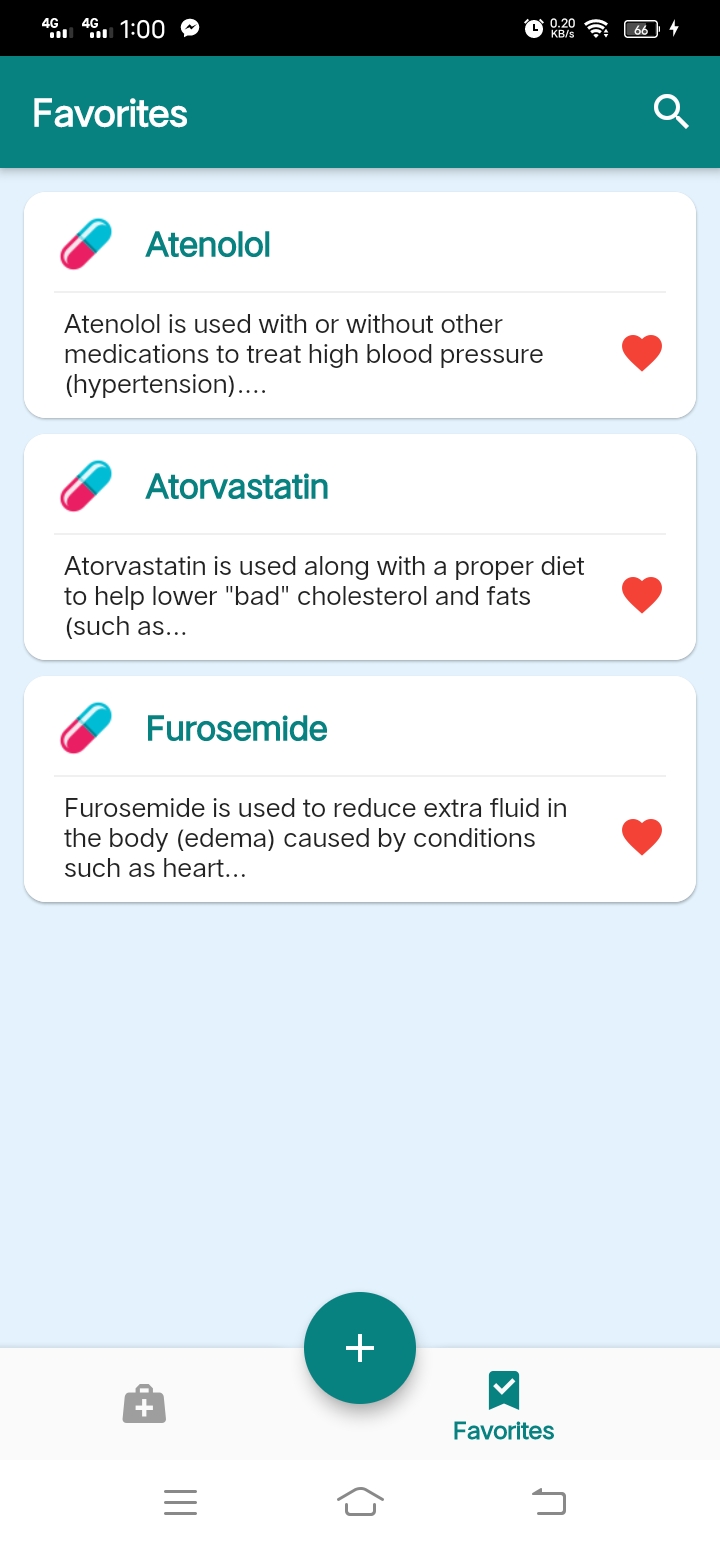 4G 4G 1:00 0.20 KB/s 66
Favorites
Atenolol
Atenolol is used with or without other
medications to treat high blood pressure
(hypertension)....
Atorvastatin
Atorvastatin is used along with a proper diet
to help lower "bad" cholesterol and fats
(such as...
Furosemide
Furosemide is used to reduce extra fluid in
the body (edema) caused by conditions
such as heart...
Favorites